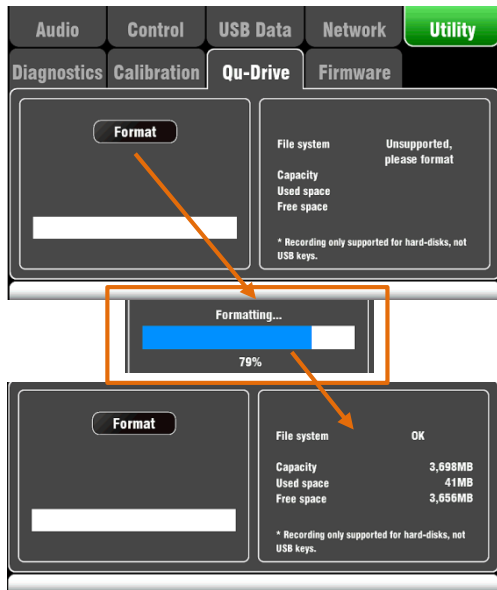 Audio Control USB Data Network Utility
Diagnostics Calibration Qu-Drive Firmware
Format
File system Unsupported,
please format
Capacity
Used space
Free space
* Recording only supported for hard-disks, not
USB keys.
Formatting...
79%
Format
File system OK
Capacity 3,698MB
Used space 41MB
Free space 3,656MB
* Recording only supported for hard-disks, not
USB keys.